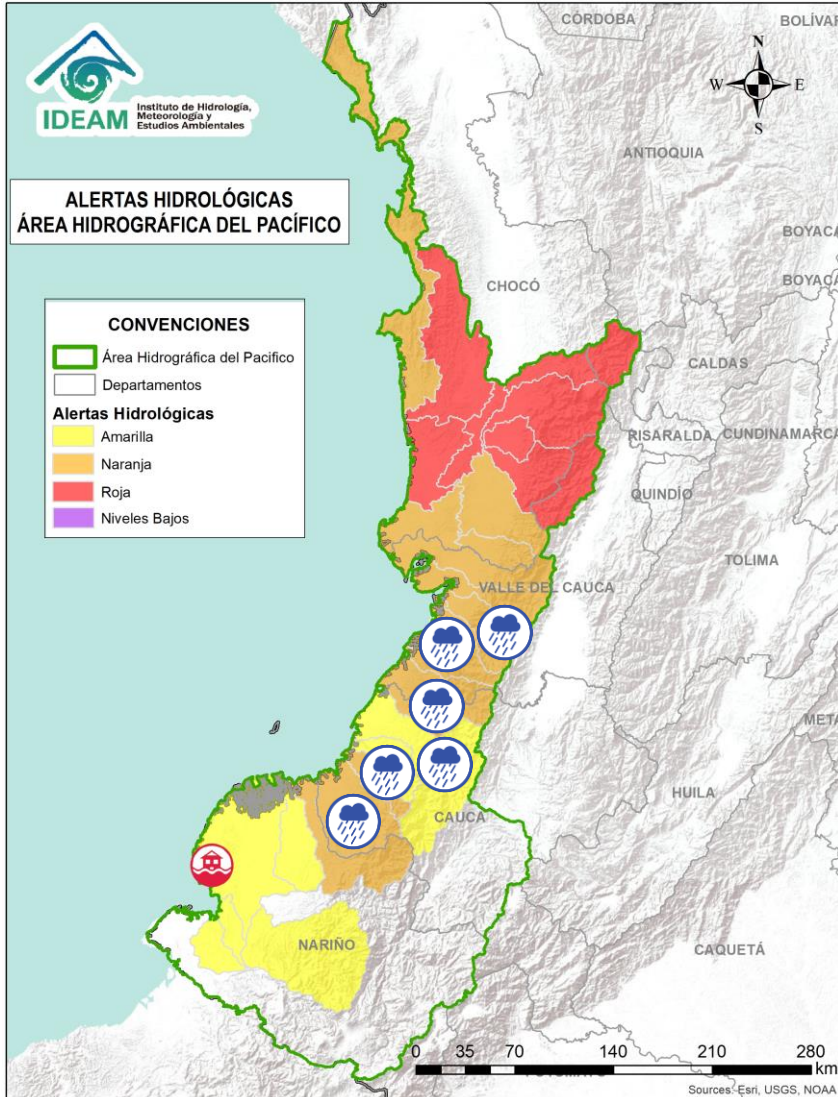 CÓRDOBA
BOLÍVAR
IDEAM
Instituto de Hidrología,
Meteorología y
Estudios Ambientales
N
W E
S
ANTIOQUIA
ALERTAS HIDROLÓGICAS
ÁREA HIDROGRÁFICA DEL PACÍFICO
BOYACÁ
BOYACÁ
CHOCÓ
CONVENCIONES
Área Hidrográfica del Pacifico
Departamentos
Alertas Hidrológicas
Amarilla
Naranja
Roja
Niveles Bajos
CALDAS
RISARALDA
CUNDINAMARCA
QUINDÍO
TOLIMA
VALLE DEL CAUCA
META
HUILA
CAUCA
NARIÑO
CAQUETÁ
0 35 70 140 210 280
km
Sources: Esri, USGS, NOAA